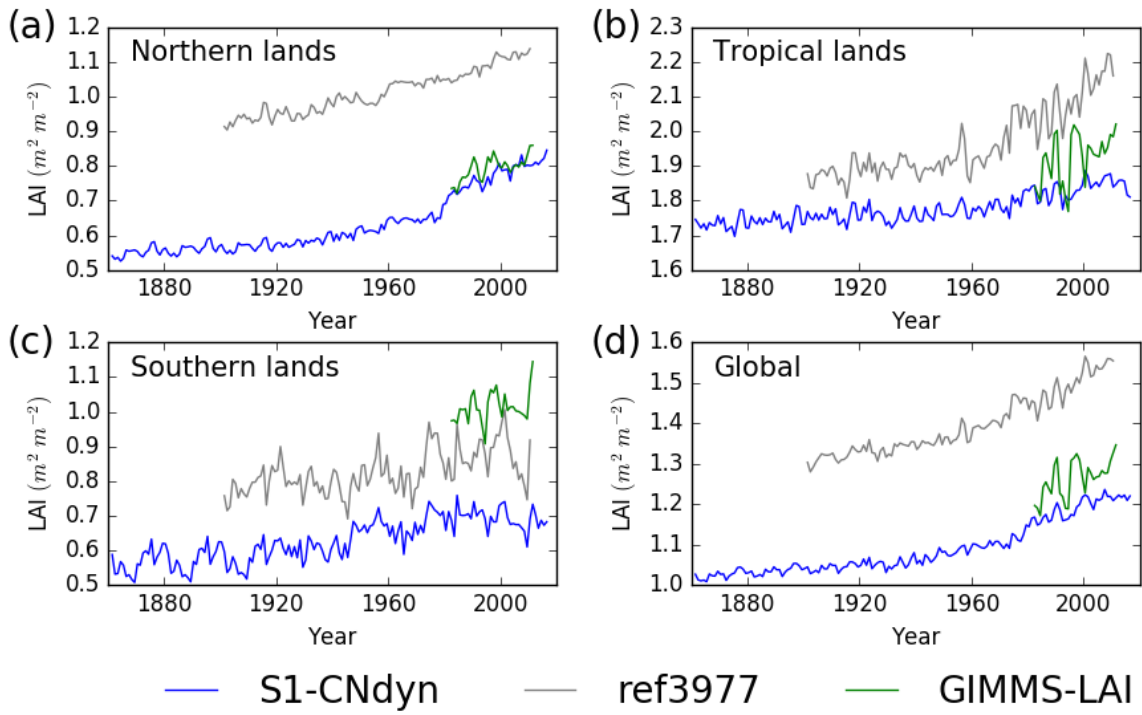 (a)
Northern lands
1.2
1.1
1.0
0.9
0.8
0.7
0.6
0.5
LAI (m² m⁻²)
1880 1920 1960 2000
Year
(b)
Tropical lands
2.3
2.2
2.1
2.0
1.9
1.8
1.7
1.6
LAI (m² m⁻²)
1880 1920 1960 2000
Year
(c)
Southern lands
1.2
1.1
1.0
0.9
0.8
0.7
0.6
0.5
LAI (m² m⁻²)
1880 1920 1960 2000
Year
(d)
Global
1.6
1.5
1.4
1.3
1.2
1.1
1.0
LAI (m² m⁻²)
1880 1920 1960 2000
Year
S1-CNdyn ref3977 GIMMS-LAI